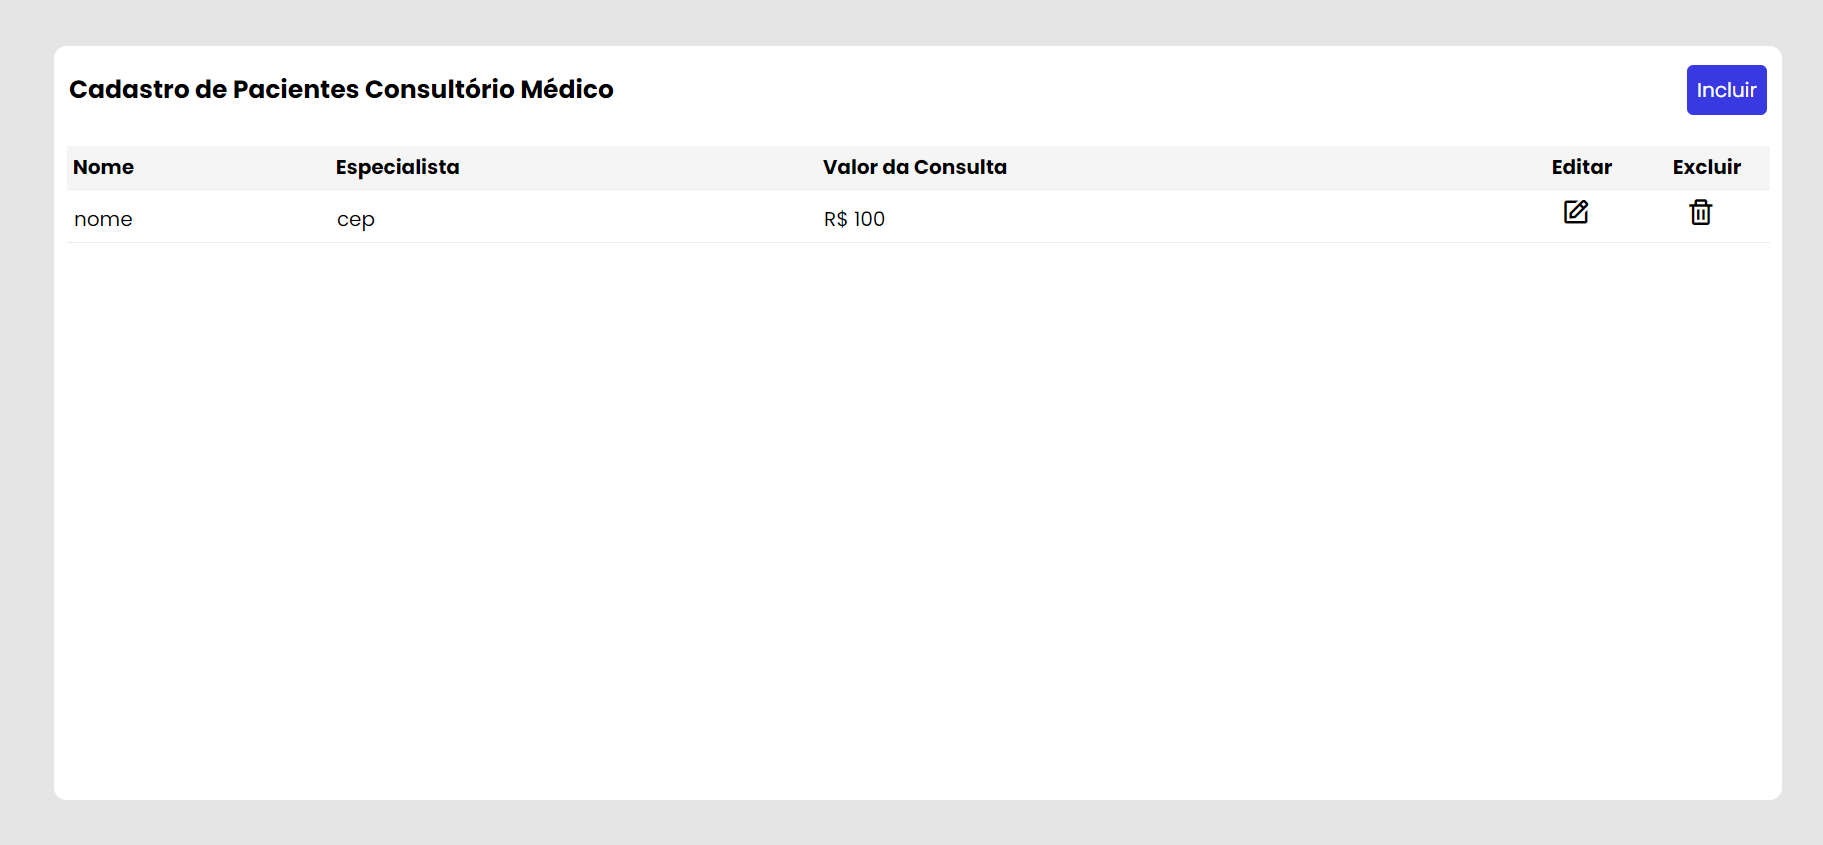 Cadastro de Pacientes Consultório Médico
Incluir
Nome Especialista Valor da Consulta Editar Excluir
nome cep R$ 100